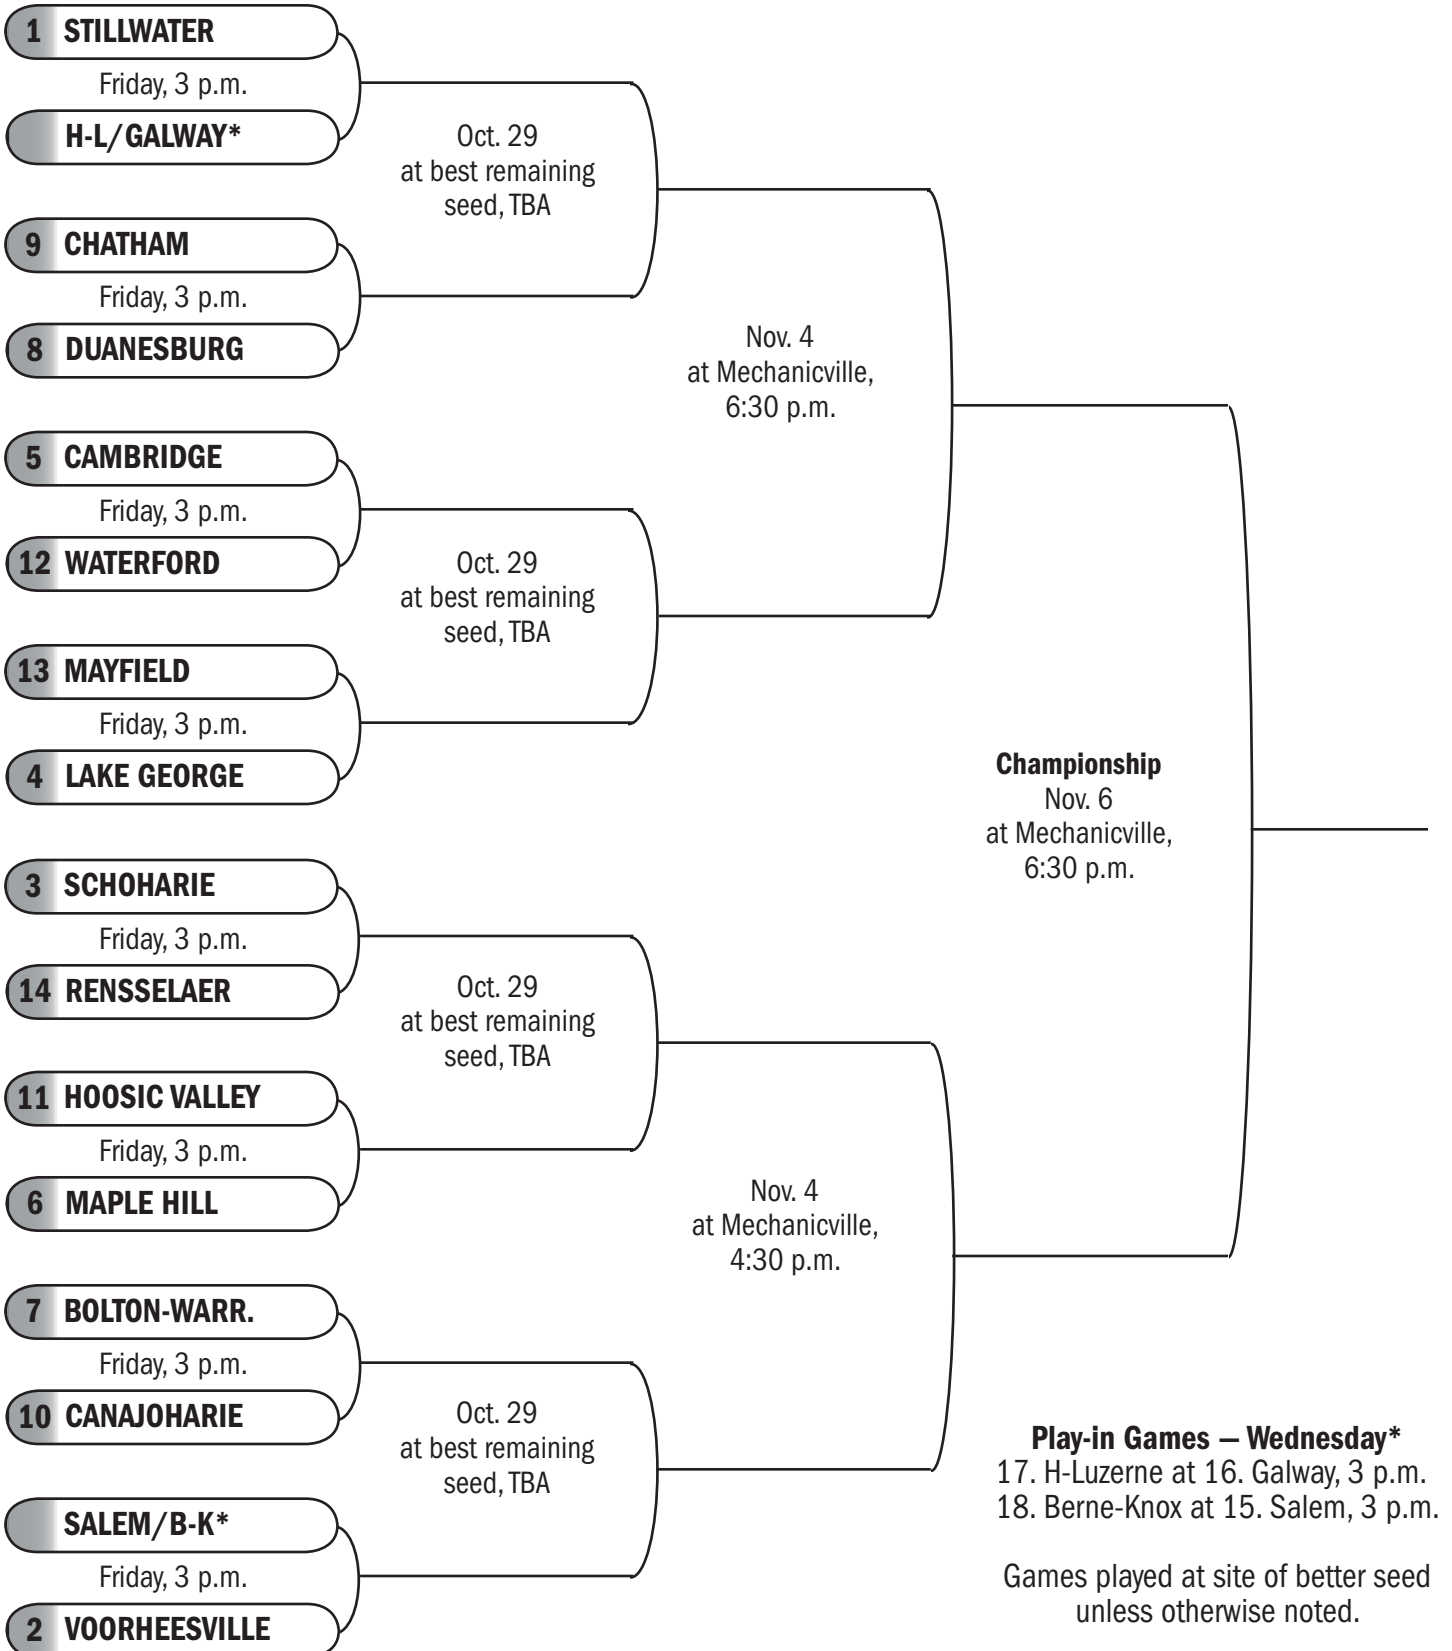 1 STILLWATER
Friday, 3 p.m.
H-L/GALWAY*
9 CHATHAM
Friday, 3 p.m.
8 DUANESBURG
5 CAMBRIDGE
Friday, 3 p.m.
12 WATERFORD
13 MAYFIELD
Friday, 3 p.m.
4 LAKE GEORGE
3 SCHOHARIE
Friday, 3 p.m.
14 RENSSELAER
11 HOOSIC VALLEY
Friday, 3 p.m.
6 MAPLE HILL
7 BOLTON-WARR.
Friday, 3 p.m.
10 CANAJOHARIE
SALEM/B-K*
Friday, 3 p.m.
2 VOORHEESVILLE
Oct. 29
at best remaining
seed, TBA
Oct. 29
at best remaining
seed, TBA
Oct. 29
at best remaining
seed, TBA
Oct. 29
at best remaining
seed, TBA
Nov. 4
at Mechanicville,
6:30 p.m.
Nov. 4
at Mechanicville,
4:30 p.m.
Championship
Nov. 6
at Mechanicville,
6:30 p.m.
Play-in Games — Wednesday*
17. H-Luzerne at 16. Galway, 3 p.m.
18. Berne-Knox at 15. Salem, 3 p.m.
Games played at site of better seed
unless otherwise noted.